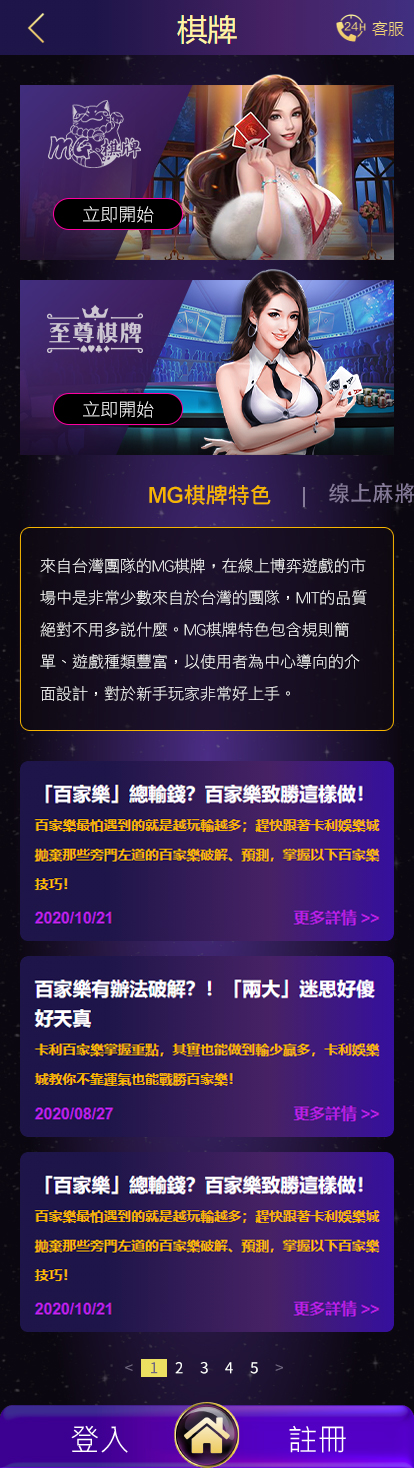 棋牌
24H 客服
MG棋牌
立即開始
至尊棋牌
立即開始
MG棋牌特色 | 线上麻將
來自台灣團隊的MG棋牌，在線上博弈遊戲的市
場中是非常少數來自於台灣的團隊，MIT的品質
絕對不用多說什麼。MG棋牌特色包含規則簡
單、遊戲種類豐富，以使用者為中心導向的介
面設計，對於新手玩家非常好上手。
「百家樂」總輸錢？百家樂致勝這樣做！
百家樂最怕遇到的就是越玩輸越多；趕快跟著卡利娛樂城
拋棄那些旁門左道的百家樂破解、預測，掌握以下百家樂
技巧！
2020/10/21 更多詳情 >>
百家樂有辦法破解？！「兩大」迷思好傻
好天真
卡利百家樂掌握重點，其實也能做到輸少贏多，卡利娛樂
城教你不靠運氣也能戰勝百家樂！
2020/08/27 更多詳情 >>
「百家樂」總輸錢？百家樂致勝這樣做！
百家樂最怕遇到的就是越玩輸越多；趕快跟著卡利娛樂城
拋棄那些旁門左道的百家樂破解、預測，掌握以下百家樂
技巧！
2020/10/21 更多詳情 >>
< 1 2 3 4 5 >
登入 註冊